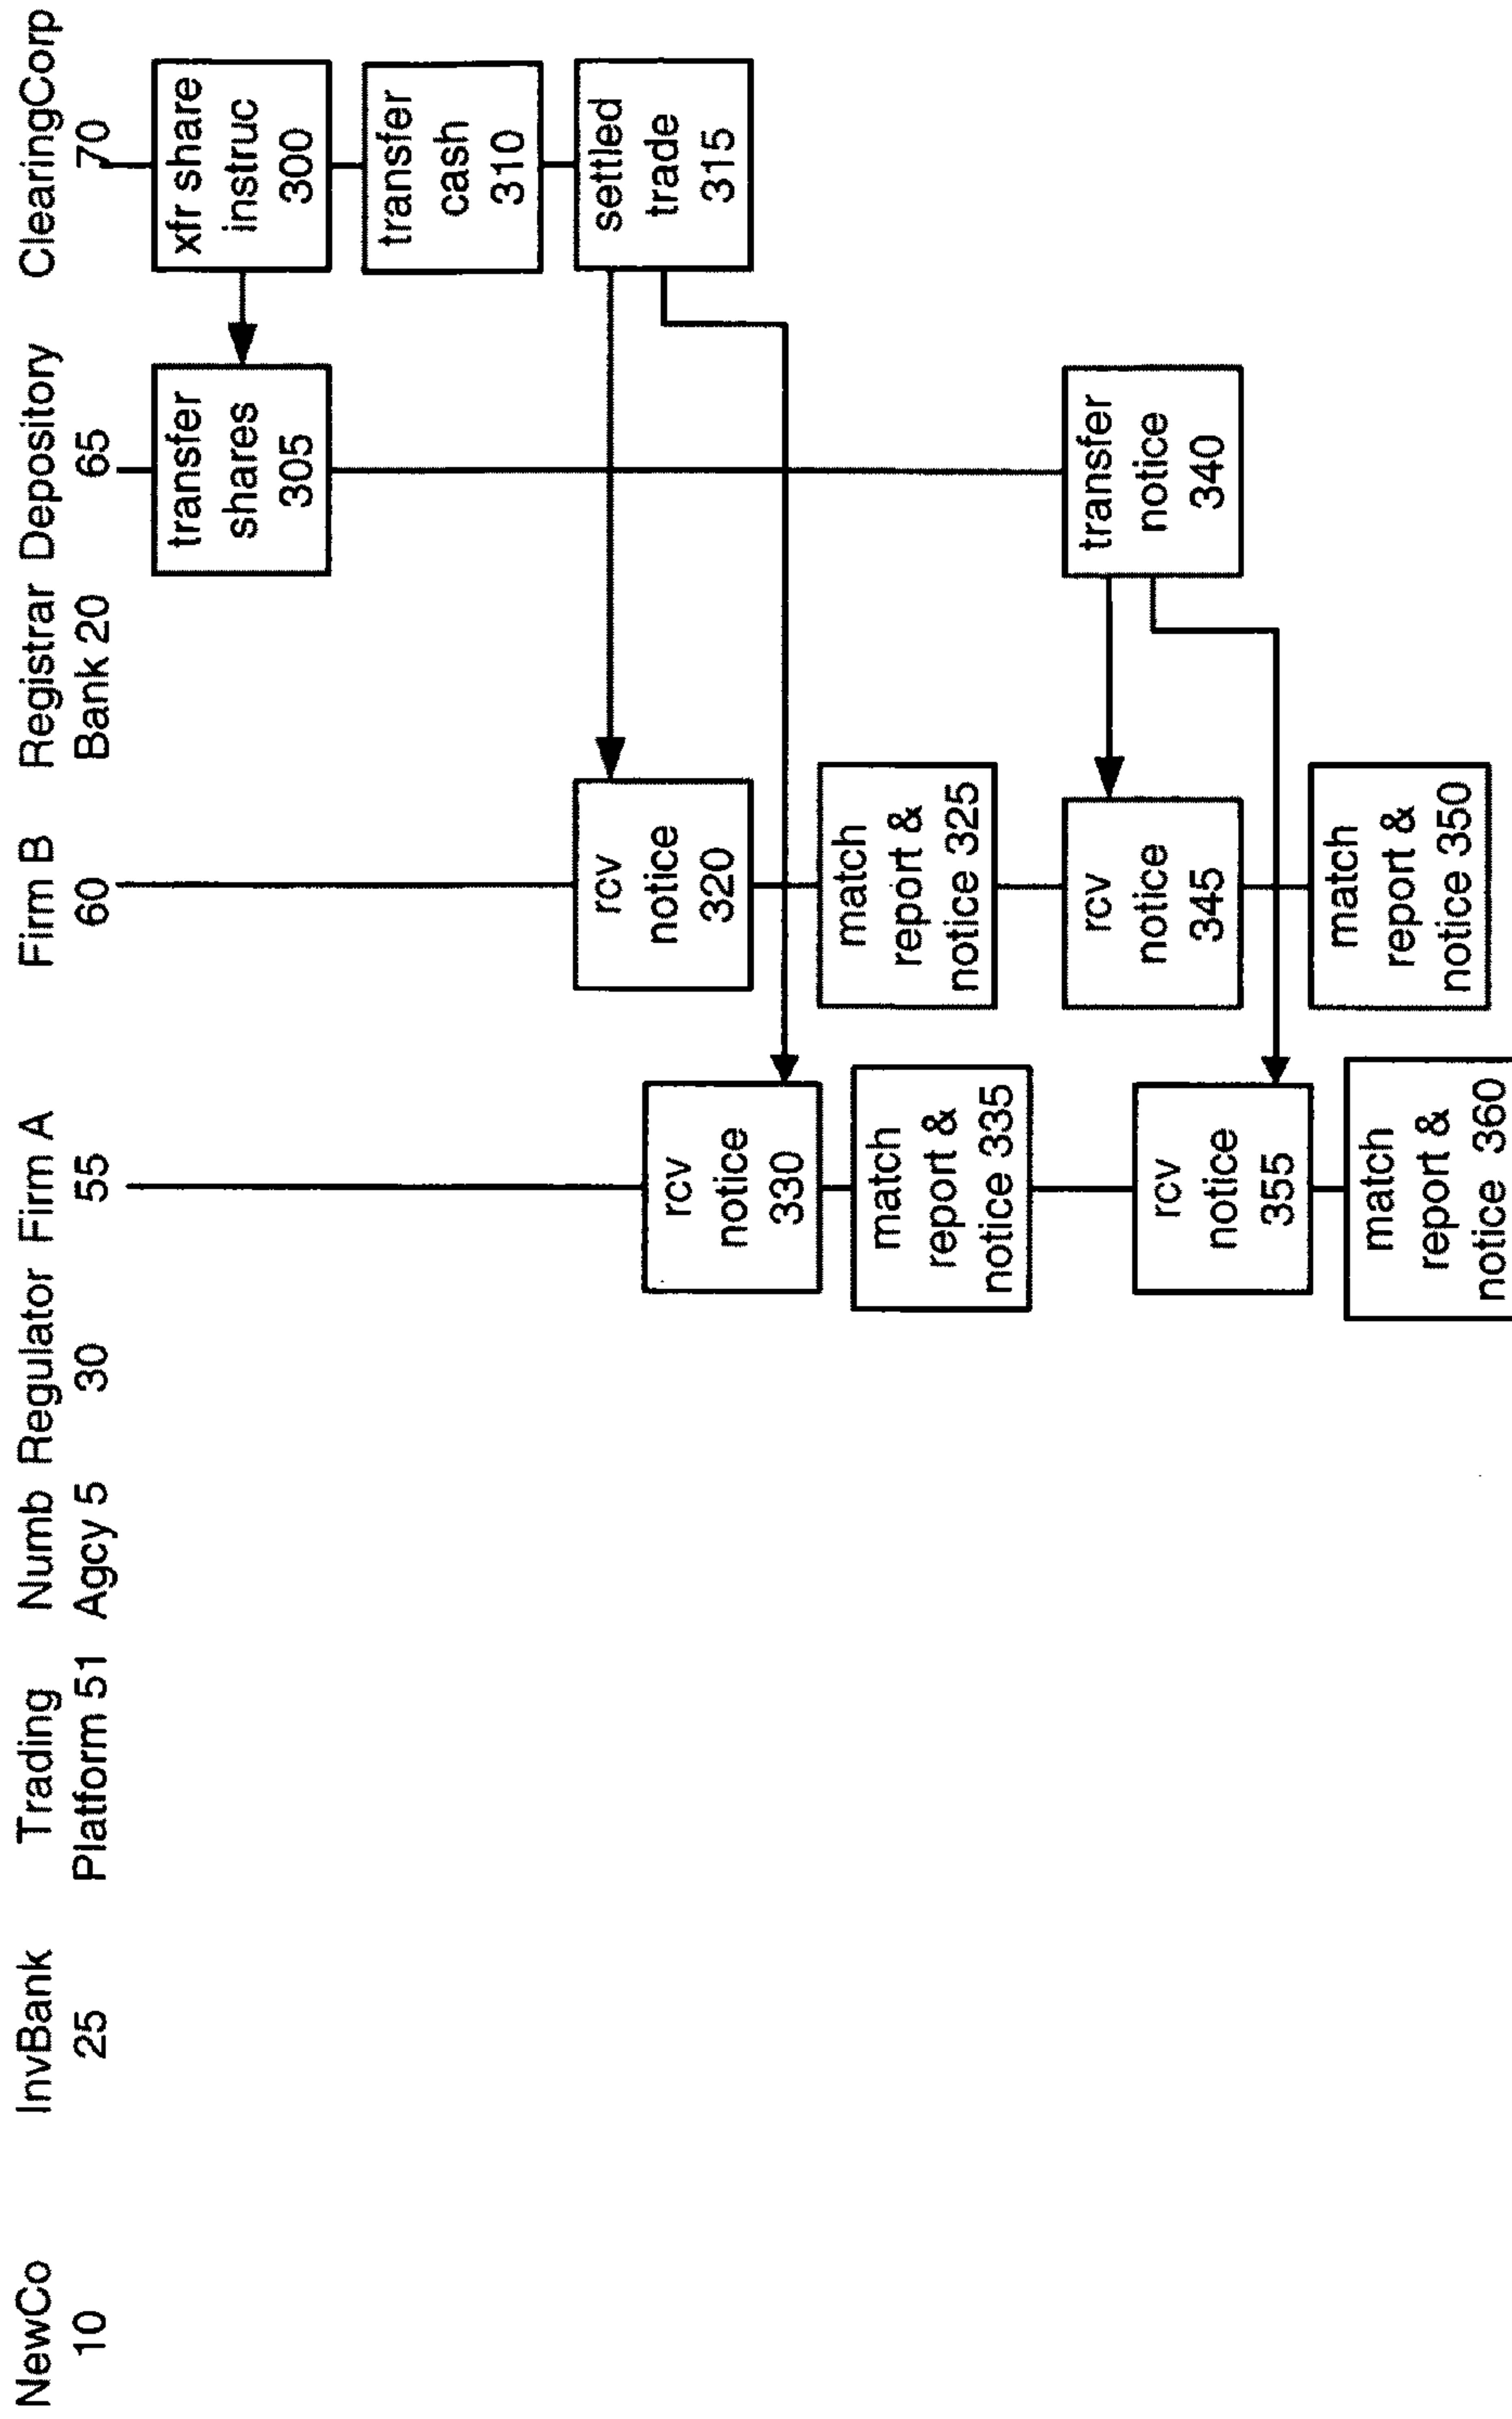 NewCo
10
InvBank
25
Trading
Platform 51
Numb
Agcy 5
Regulator
30
Firm A
55
Firm B
60
Registrar
Bank 20
Depository
65
ClearingCorp
70
xfr share
instruc
300
transfer
shares
305
transfer
cash
310
settled
trade
315
rcv
notice
320
match
report &
notice 325
rcv
notice
330
match
report &
notice 335
transfer
notice
340
rcv
notice
345
match
report &
notice 350
rcv
notice
355
match
report &
notice 360